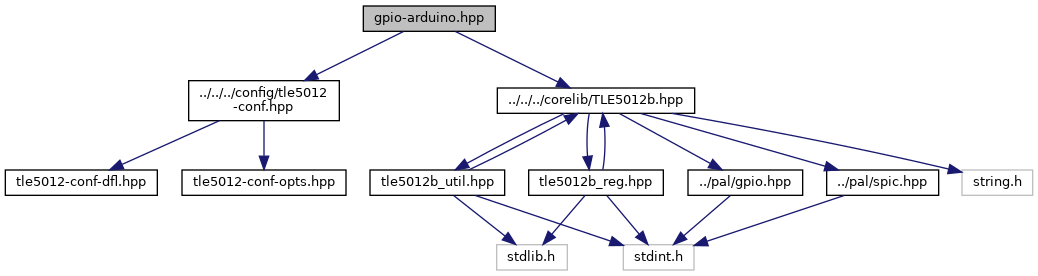 gpio-arduino.hpp
../../../config/tle5012
-conf.hpp
../../../corelib/TLE5012b.hpp
tle5012-conf-dfl.hpp
tle5012-conf-opts.hpp
tle5012b_util.hpp
tle5012b_reg.hpp
../pal/gpio.hpp
../pal/spic.hpp
string.h
stdlib.h
stdint.h